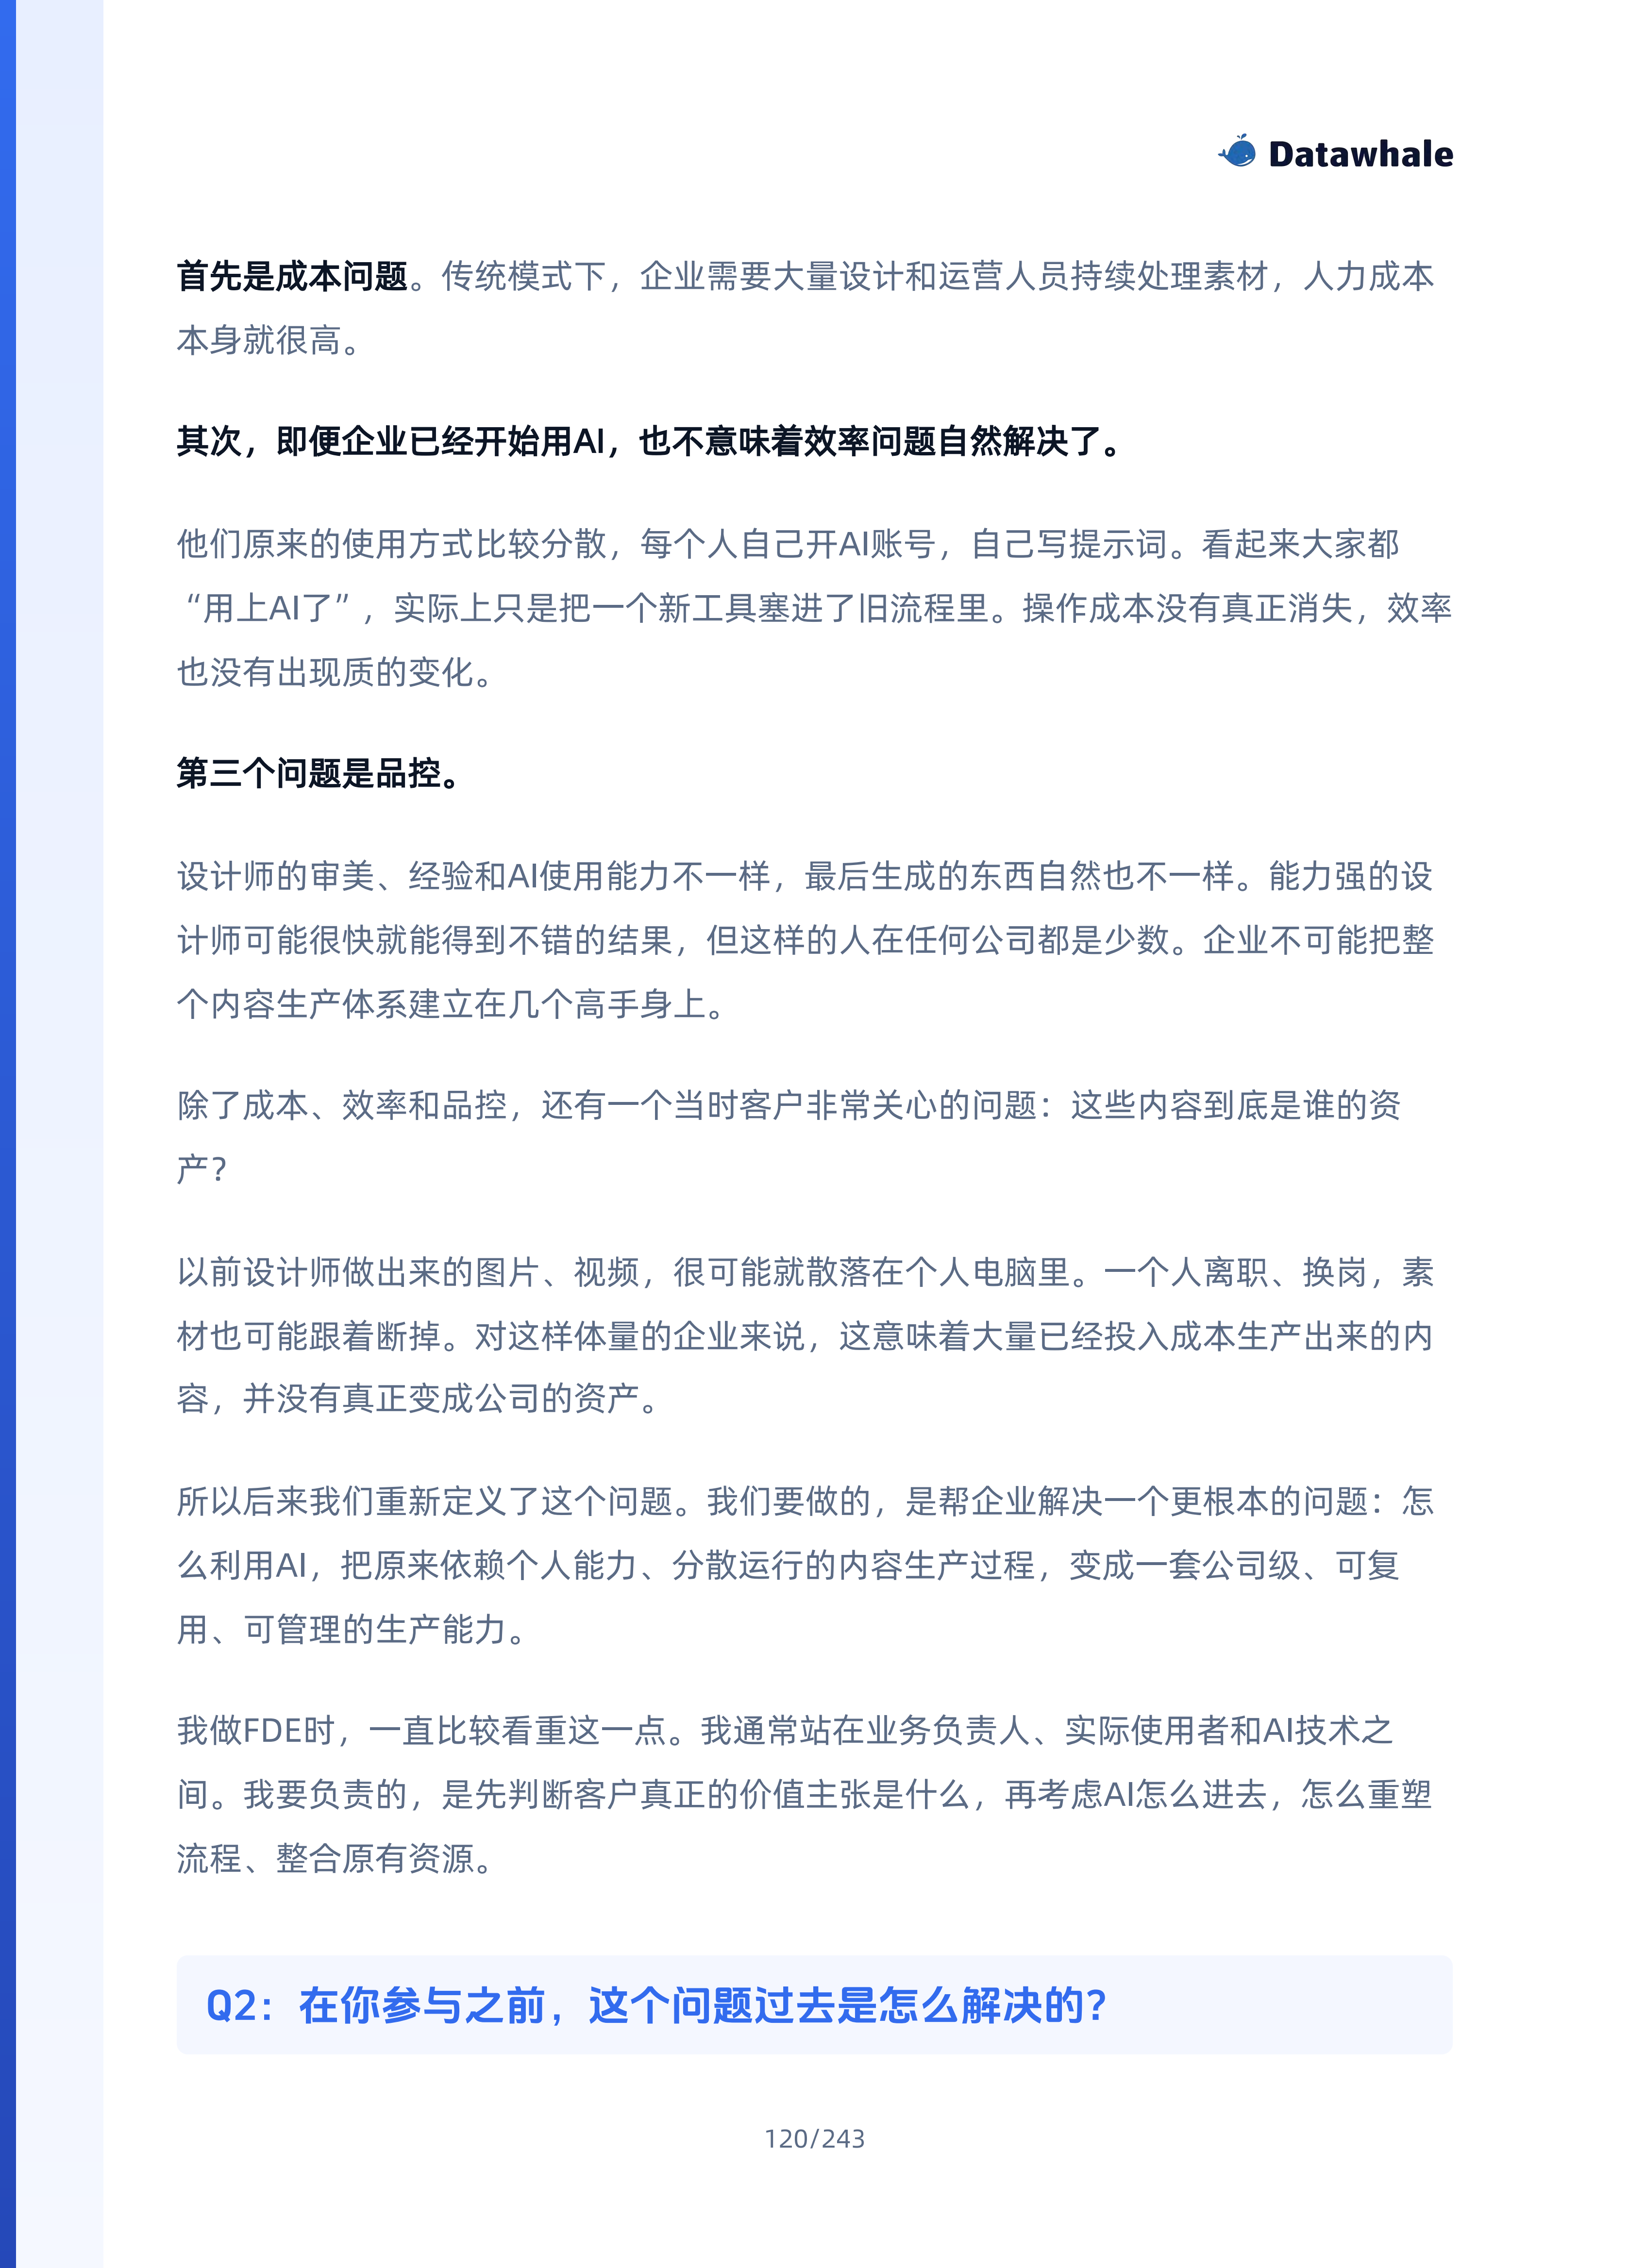 Datawhale
首先是成本问题。传统模式下，企业需要大量设计和运营人员持续处理素材，人力成本
本身就很高。
其次，即便企业已经开始用AI，也不意味着效率问题自然解决了。
他们原来的使用方式比较分散，每个人自己开AI账号，自己写提示词。看起来大家都
“用上AI了”，实际上只是把一个新工具塞进了旧流程里。操作成本没有真正消失，效率
也没有出现质的变化。
第三个问题是品控。
设计师的审美、经验和AI使用能力不一样，最后生成的东西自然也不一样。能力强的设
计师可能很快就能得到不错的结果，但这样的人在任何公司都是少数。企业不可能把整
个内容生产体系建立在几个高手身上。
除了成本、效率和品控，还有一个当时客户非常关心的问题：这些内容到底是谁的资
产？
以前设计师做出来的图片、视频，很可能就散落在个人电脑里。一个人离职、换岗，素
材也可能跟着断掉。对这样体量的企业来说，这意味着大量已经投入成本生产出来的内
容，并没有真正变成公司的资产。
所以后来我们重新定义了这个问题。我们要做的，是帮企业解决一个更根本的问题：怎
么利用AI，把原来依赖个人能力、分散运行的内容生产过程，变成一套公司级、可复
用、可管理的生产能力。
我做FDE时，一直比较看重这一点。我通常站在业务负责人、实际使用者和AI技术之
间。我要负责的，是先判断客户真正的价值主张是什么，再考虑AI怎么进去，怎么重塑
流程、整合原有资源。
Q2：在你参与之前，这个问题过去是怎么解决的？
120/243